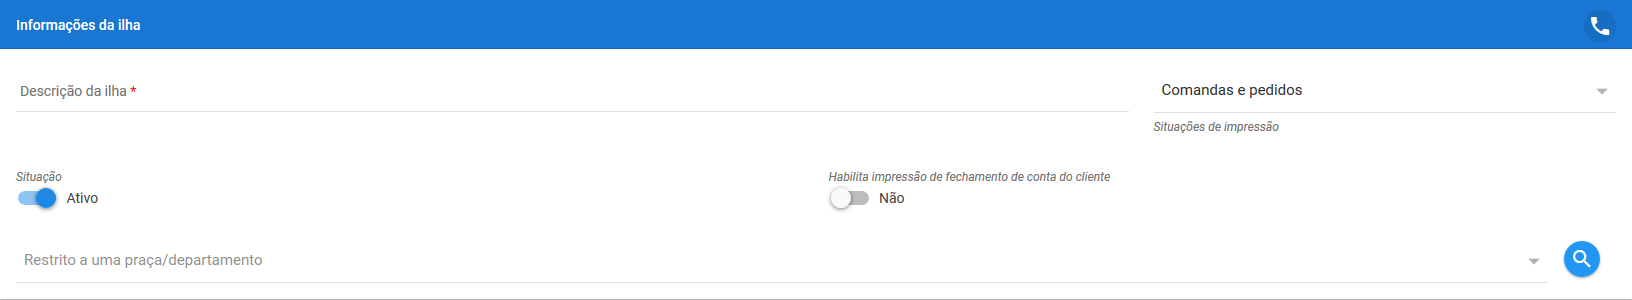 Informações da ilha
Descrição da ilha *
Comandas e pedidos
Situações de impressão
Situação
Ativo
Habilita impressão de fechamento de conta do cliente
Não
Restrito a uma praça/departamento